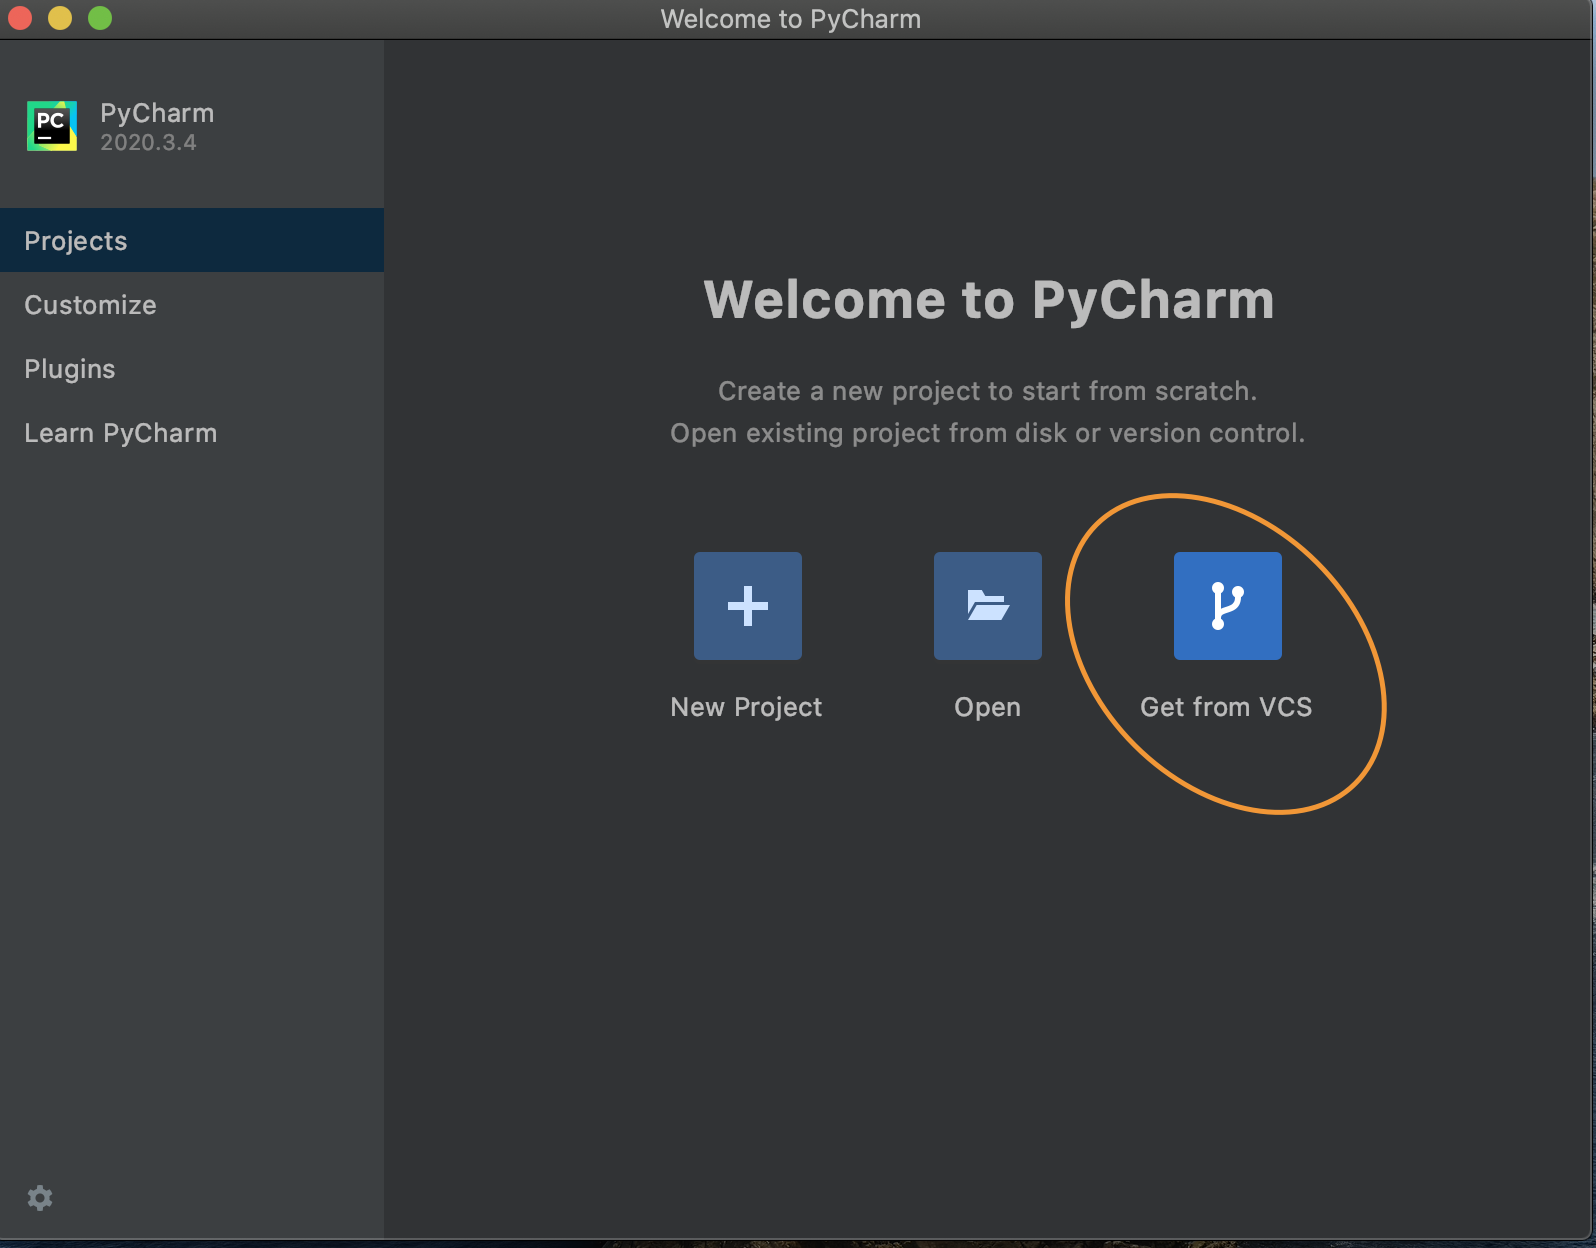 Welcome to PyCharm
PC
PyCharm
2020.3.4
Projects
Customize
Plugins
Learn PyCharm
Welcome to PyCharm
Create a new project to start from scratch.
Open existing project from disk or version control.
New Project
Open
Get from VCS